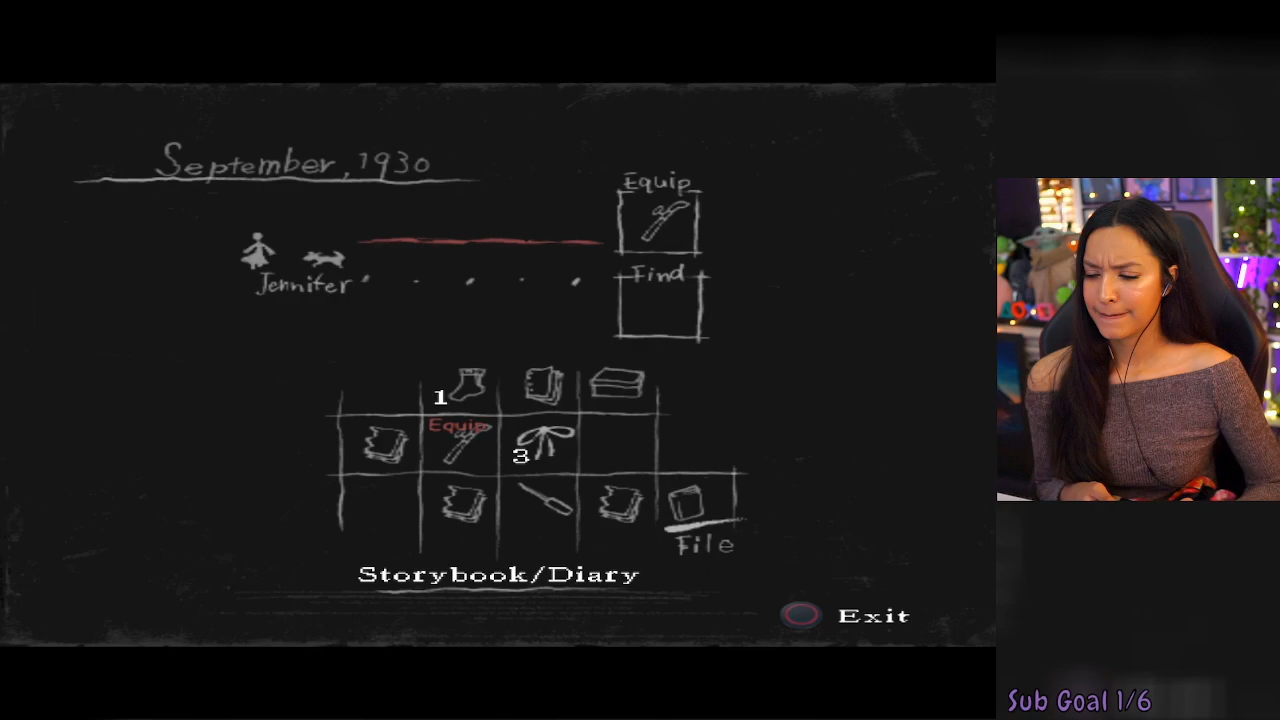 September, 1930
Equip
Jennifer
Find
1
Equip
3
File
Storybook/Diary
Exit
Sub Goal 1/6